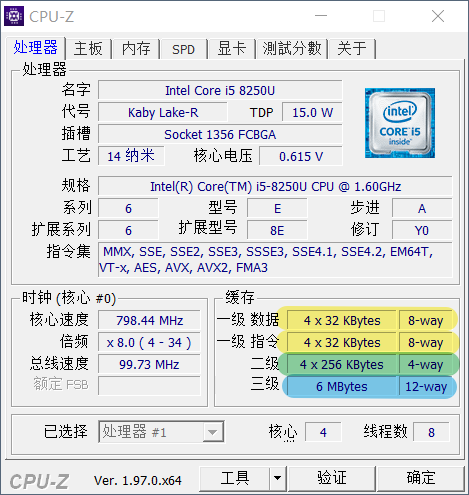 CPU-Z
处理器 主板 内存 SPD 显卡 測試分數 关于
处理器
名字 Intel Core i5 8250U
代号 Kaby Lake-R TDP 15.0 W
插槽 Socket 1356 FCBGA
工艺 14 纳米 核心电压 0.615 V
intel
CORE i5
inside
规格 Intel(R) Core(TM) i5-8250U CPU @ 1.60GHz
系列 6 型号 E 步进 A
扩展系列 6 扩展型号 8E 修订 Y0
指令集 MMX, SSE, SSE2, SSE3, SSSE3, SSE4.1, SSE4.2, EM64T,
VT-x, AES, AVX, AVX2, FMA3
时钟 (核心 #0) 缓存
核心速度 798.44 MHz 一级 数据 4 x 32 KBytes 8-way
倍频 x 8.0 ( 4 - 34 ) 一级 指令 4 x 32 KBytes 8-way
总线速度 99.73 MHz 二级 4 x 256 KBytes 4-way
额定 FSB 三级 6 MBytes 12-way
已选择 处理器 #1 核心 4 线程数 8
CPU-Z Ver. 1.97.0.x64 工具 验证 确定